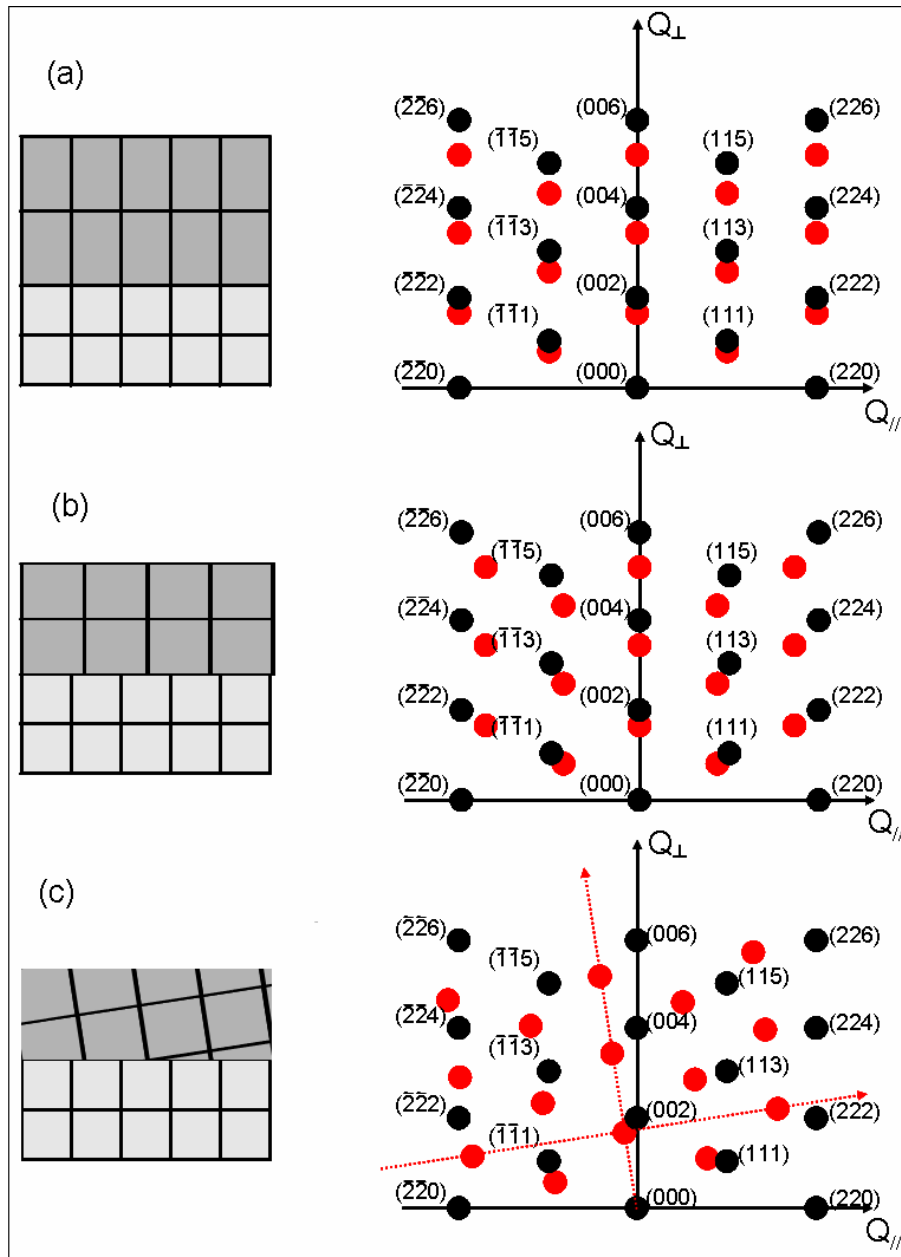 Q⊥
(a)
(2̅2̅6) (006) (226)
(1̅1̅5) (115)
(2̅2̅4) (004) (224)
(1̅1̅3) (113)
(2̅2̅2) (002) (222)
(1̅1̅1) (111)
(2̅2̅0) (000) (220)
Q//
Q⊥
(b)
(2̅2̅6) (006) (226)
(1̅1̅5) (115)
(2̅2̅4) (004) (224)
(1̅1̅3) (113)
(2̅2̅2) (002) (222)
(1̅1̅1) (111)
(2̅2̅0) (000) (220)
Q//
Q⊥
(c)
(2̅2̅6) (006) (226)
(1̅1̅5) (115)
(2̅2̅4) (004) (224)
(1̅1̅3) (113)
(2̅2̅2) (002) (222)
(1̅1̅1) (111)
(2̅2̅0) (000) (220)
Q//